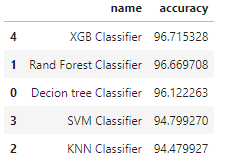 name accuracy
4 XGB Classifier 96.715328
1 Rand Forest Classifier 96.669708
0 Decion tree Classifier 96.122263
3 SVM Classifier 94.799270
2 KNN Classifier 94.479927